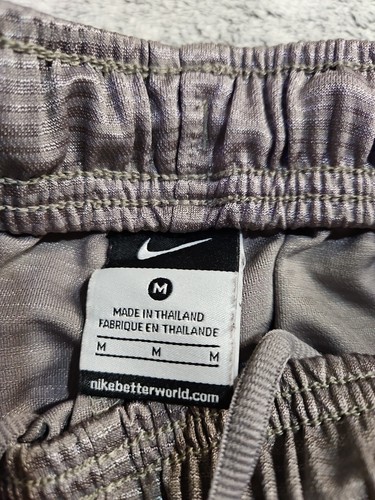 M
MADE IN THAILAND
FABRIQUE EN THAILANDE
M M M
nikebetterworld.com